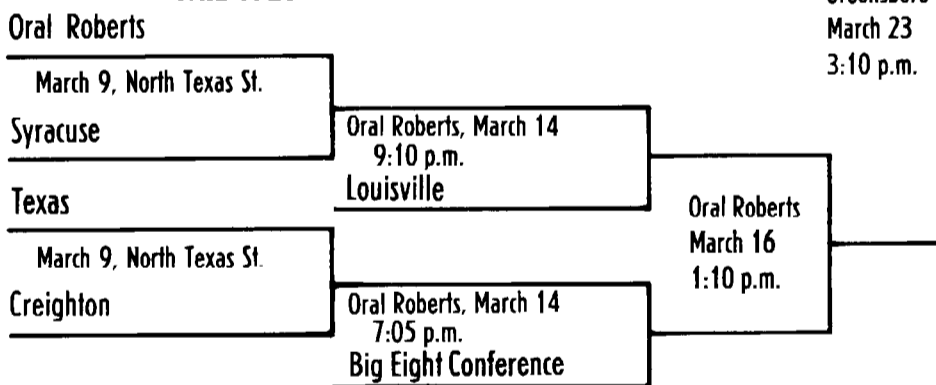 Oral Roberts
March 9, North Texas St.
Syracuse
Texas
March 9, North Texas St.
Creighton
Oral Roberts, March 14
9:10 p.m.
Louisville
Oral Roberts, March 14
7:05 p.m.
Big Eight Conference
Oral Roberts
March 16
1:10 p.m.
March 23
3:10 p.m.